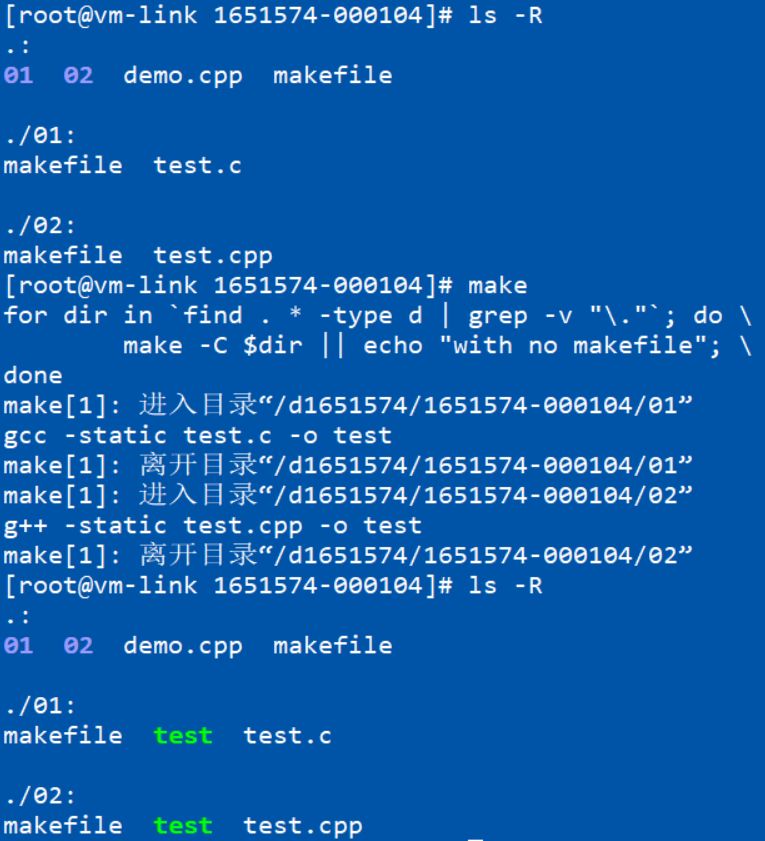 [root@vm-link 1651574-000104]# ls -R
.:
01  02  demo.cpp  makefile
./01:
makefile  test.c
./02:
makefile  test.cpp
[root@vm-link 1651574-000104]# make
for dir in `find . * -type d | grep -v "\."`; do \
        make -C $dir || echo "with no makefile"; \
done
make[1]: 进入目录“/d1651574/1651574-000104/01”
gcc -static test.c -o test
make[1]: 离开目录“/d1651574/1651574-000104/01”
make[1]: 进入目录“/d1651574/1651574-000104/02”
g++ -static test.cpp -o test
make[1]: 离开目录“/d1651574/1651574-000104/02”
[root@vm-link 1651574-000104]# ls -R
.:
01  02  demo.cpp  makefile
./01:
makefile  test  test.c
./02:
makefile  test  test.cpp